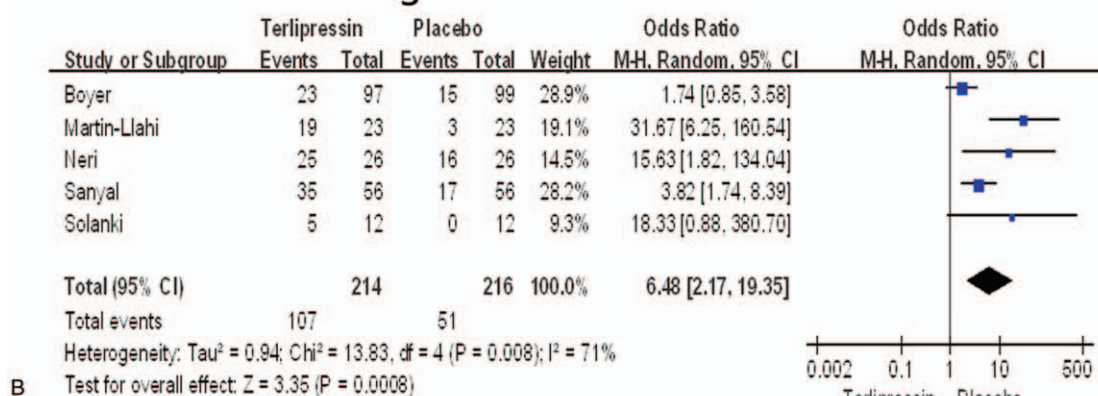 Terlipressin Placebo Odds Ratio Odds Ratio
Study or Subgroup Events Total Events Total Weight M-H, Random, 95% CI M-H, Random, 95% CI
Boyer 23 97 15 99 28.9% 1.74 [0.85, 3.58]
Martin-Llahi 19 23 3 23 19.1% 31.67 [6.25, 160.54]
Neri 25 26 16 26 14.5% 15.63 [1.82, 134.04]
Sanyal 35 56 17 56 28.2% 3.82 [1.74, 8.39]
Solanki 5 12 0 12 9.3% 18.33 [0.88, 380.70]
Total (95% CI) 214 216 100.0% 6.48 [2.17, 19.35]
Total events 107 51
Heterogeneity: Tau² = 0.94; Chi² = 13.83, df = 4 (P = 0.008); I² = 71%
0.002 0.1 1 10 500
B Test for overall effect: Z = 3.35 (P = 0.0008)
Terlipressin Placebo